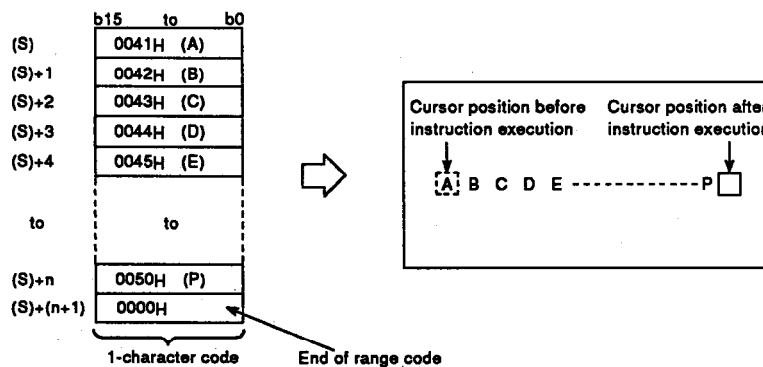 b15 to b0
(S) 0041H (A)
(S)+1 0042H (B)
(S)+2 0043H (C)
(S)+3 0044H (D)
(S)+4 0045H (E)
to to
(S)+n 0050H (P)
(S)+(n+1) 0000H
1-character code
End of range code
Cursor position before
instruction execution
Cursor position after
instruction execution
A B C D E ---------------- P